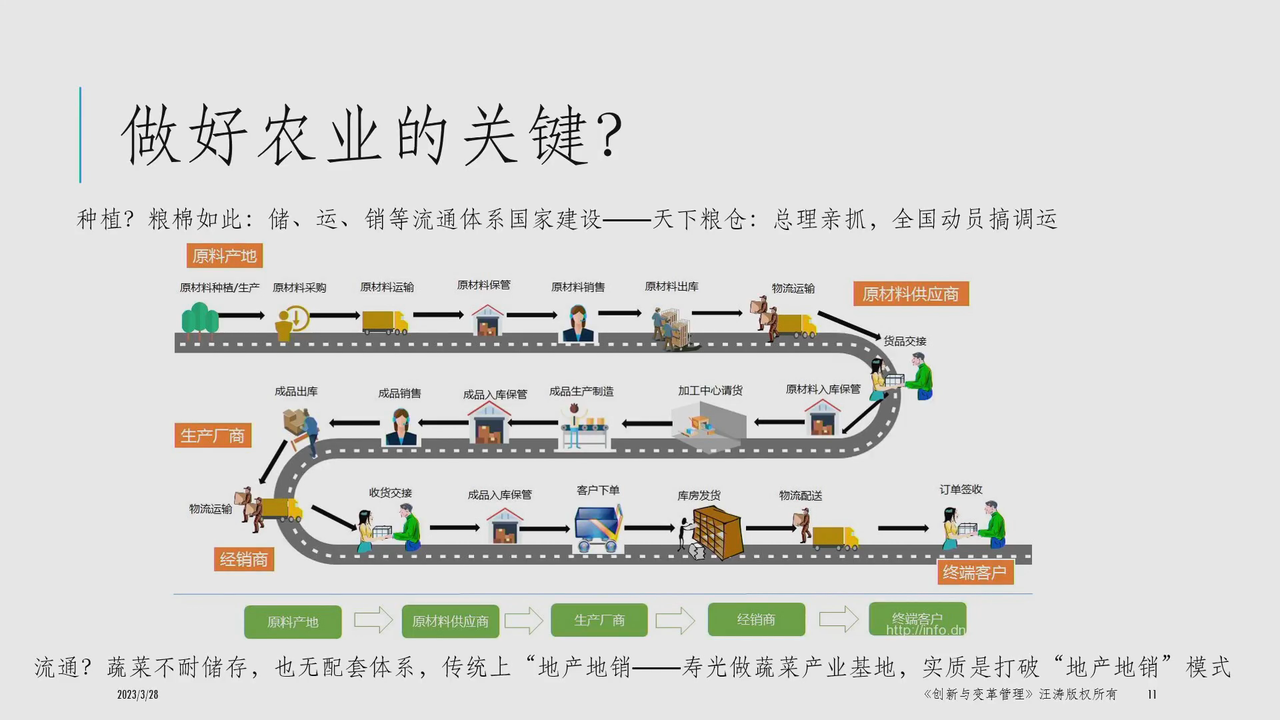 做好农业的关键？
种植？粮棉如此：储、运、销等流通体系国家建设——天下粮仓：总理亲抓，全国动员搞调运
原料产地
原材料种植/生产
原材料采购
原材料运输
原材料保管
原材料销售
原材料出库
物流运输
原材料供应商
货品交接
成品出库
成品销售
成品入库保管
成品生产制造
加工中心请货
原材料入库保管
生产厂商
物流运输
收货交接
成品入库保管
客户下单
库房发货
物流配送
订单签收
经销商
终端客户
原料产地
原材料供应商
生产厂商
经销商
终端客户
http://info.dn
流通？蔬菜不耐储存，也无配套体系，传统上“地产地销——寿光做蔬菜产业基地，实质是打破“地产地销”模式
2023/3/28
《创新与变革管理》汪涛版权所有
11